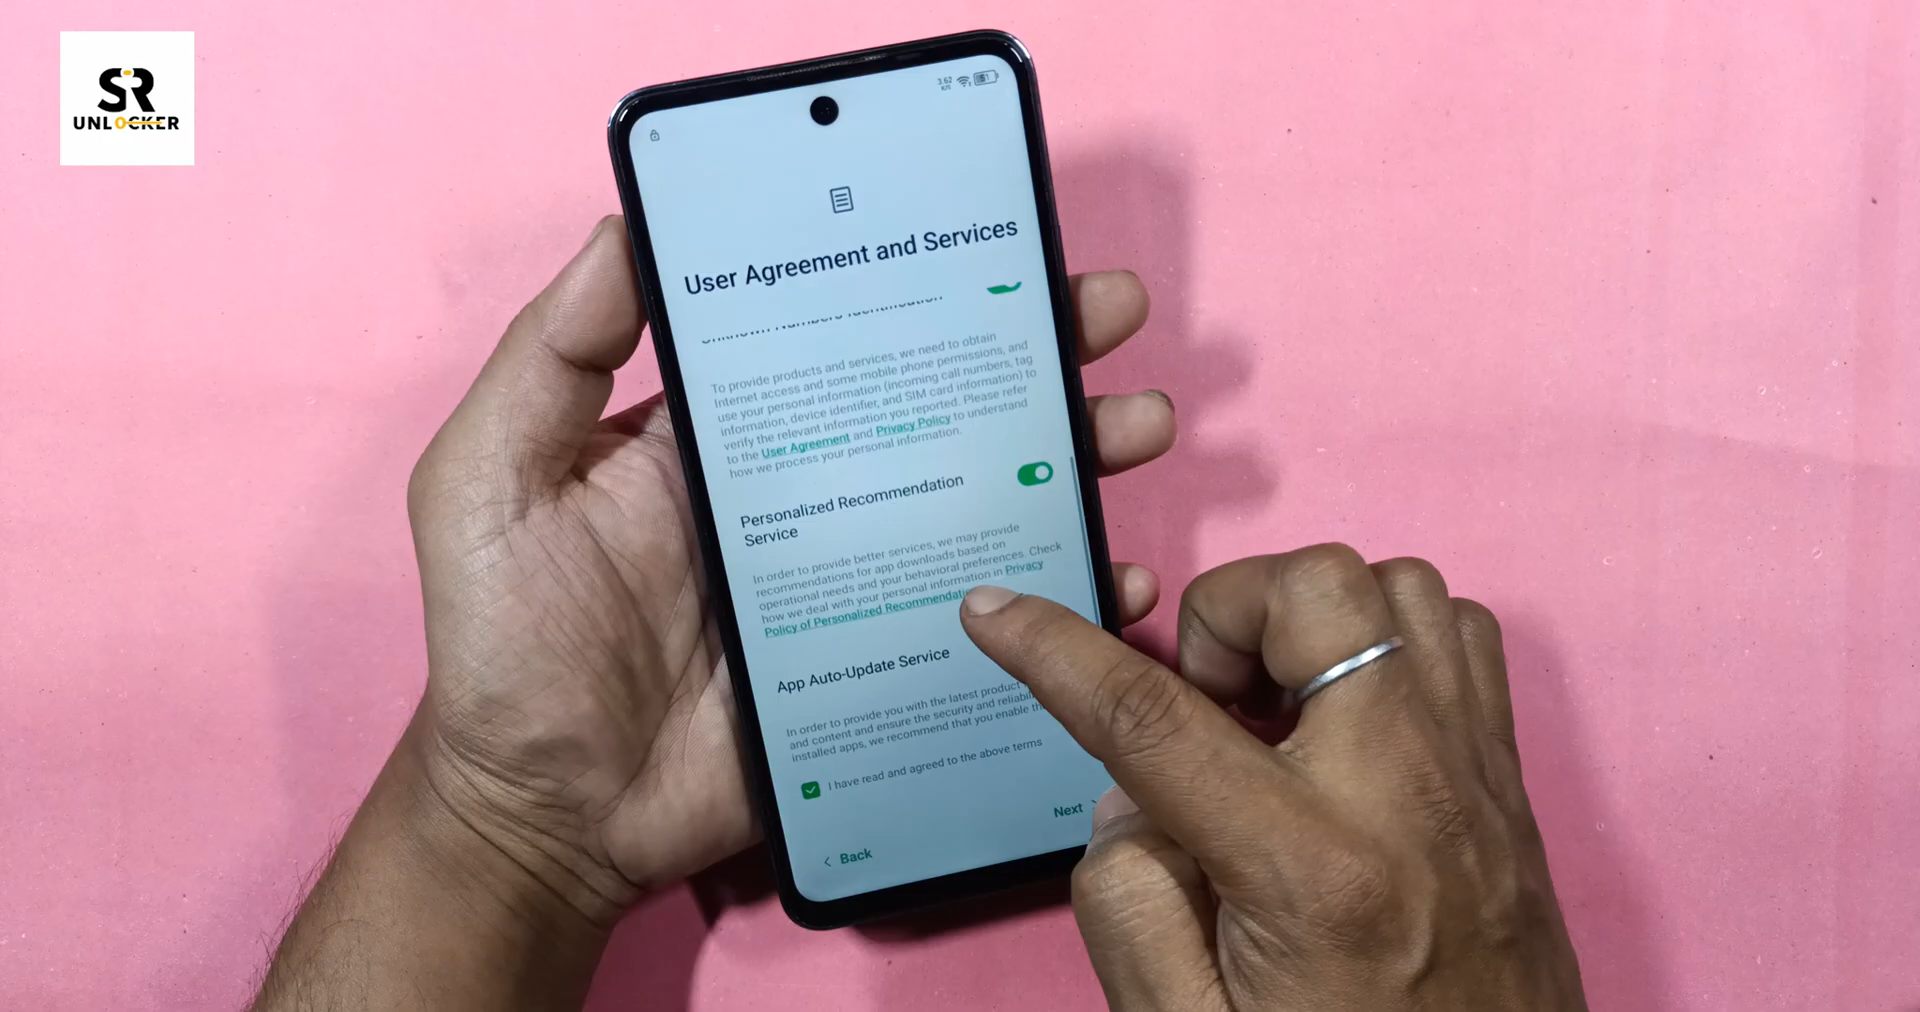 SR
UNLOCKER
3.62
K/S
User Agreement and Services
Unknown Numbers Identification
To provide products and services, we need to obtain
Internet access and some mobile phone permissions, and
use your personal information (incoming call numbers, tag
information, device identifier, and SIM card information) to
verify the relevant information you reported. Please refer
to the User Agreement and Privacy Policy to understand
how we process your personal information.
Personalized Recommendation
Service
In order to provide better services, we may provide
recommendations for app downloads based on
operational needs and your behavioral preferences. Check
how we deal with your personal information in Privacy
Policy of Personalized Recommendation
App Auto-Update Service
In order to provide you with the latest product
and content and ensure the security and
installed apps, we recommend that you enable
I have read and agreed to the above terms
Next
Back